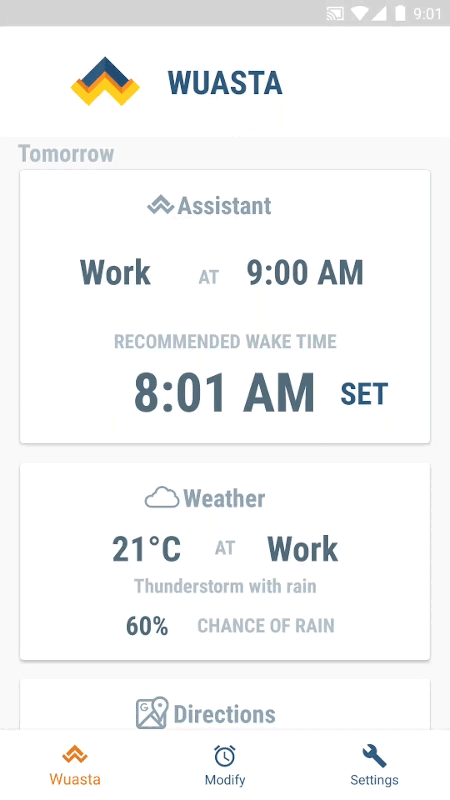 9:01
WUASTA
Tomorrow
Assistant
Work AT 9:00 AM
RECOMMENDED WAKE TIME
8:01 AM SET
Weather
21°C AT Work
Thunderstorm with rain
60% CHANCE OF RAIN
G
Directions
Wuasta Modify Settings